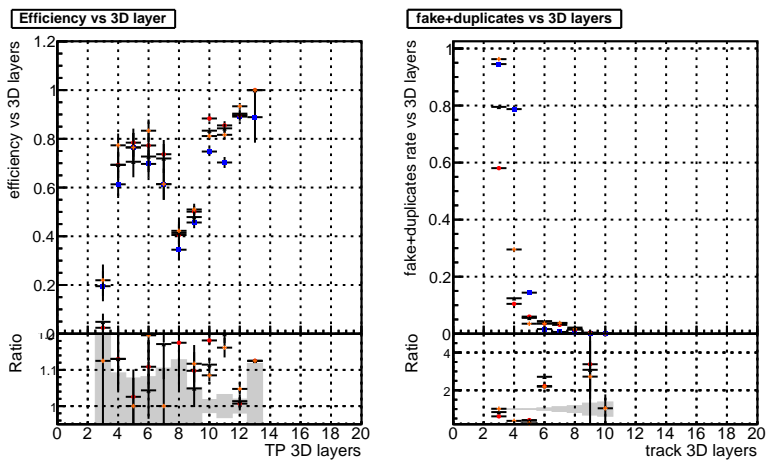 Efficiency vs 3D layer
efficiency vs 3D layers
1.2
1
0.8
0.6
0.4
0.2
0
Ratio
1.1
1
0 2 4 6 8 10 12 14 16 18 20
TP 3D layers
fake+duplicates vs 3D layers
fake+duplicates rate vs 3D layers
1
0.8
0.6
0.4
0.2
0
Ratio
4
2
0 2 4 6 8 10 12 14 16 18 20
track 3D layers